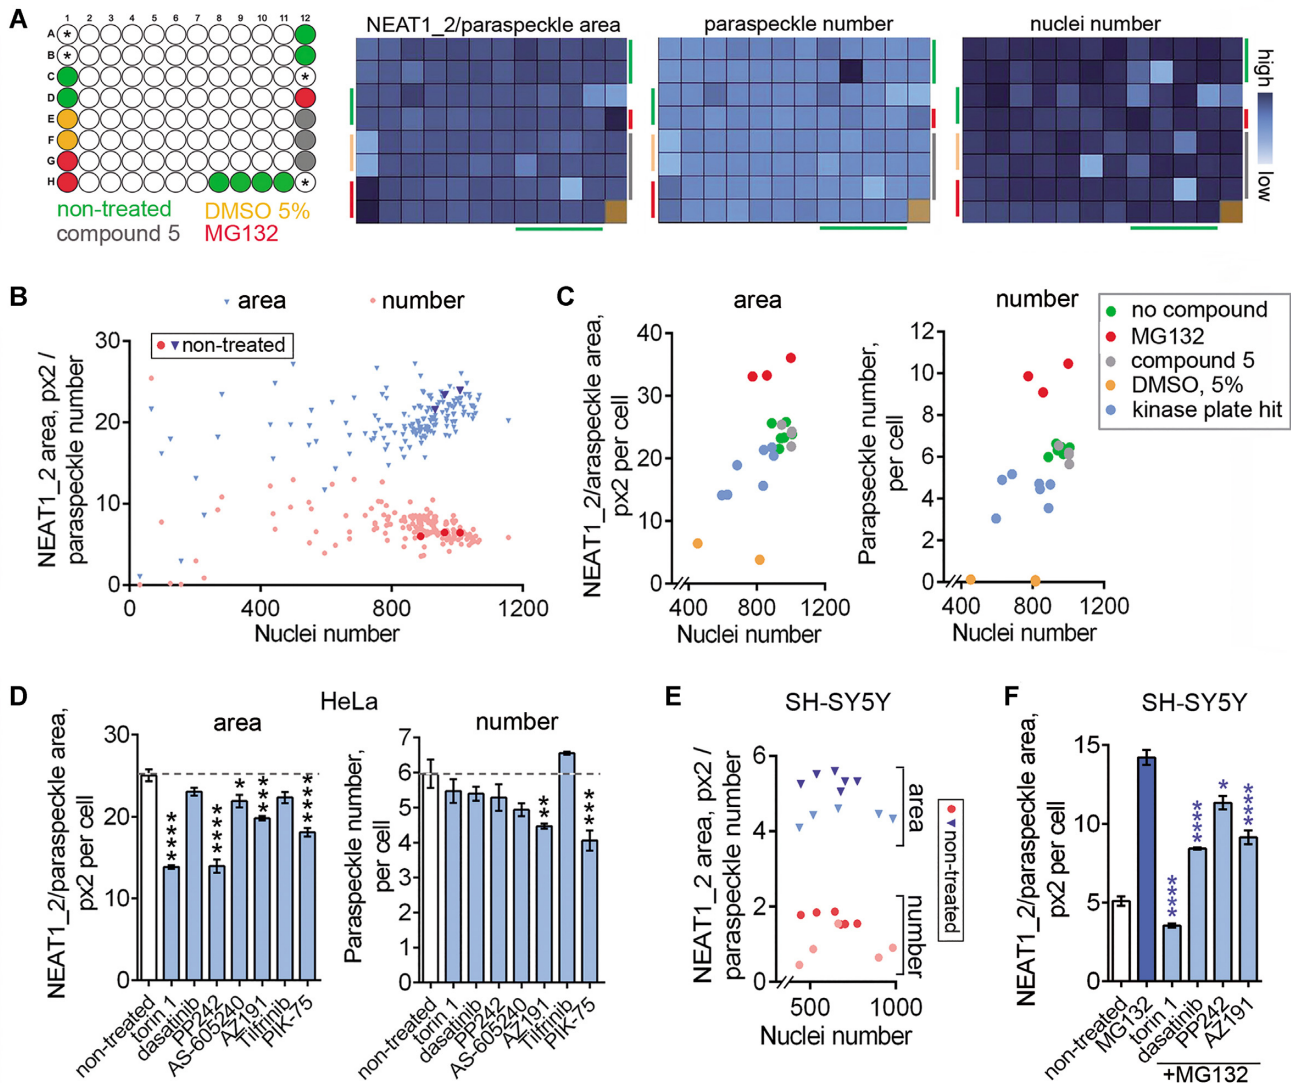 A
1 2 3 4 5 6 7 8 9 10 11 12
A * 
B *
C *
D
E
F
G
H *
non-treated DMSO 5%
compound 5 MG132
NEAT1_2/paraspeckle area
paraspeckle number
nuclei number
high
low
B
area number
non-treated
NEAT1_2 area, px2 /
paraspeckle number
30
20
10
0
0 400 800 1200
Nuclei number
C
area
NEAT1_2/araspeckle area,
px2 per cell
40
30
20
10
0
400 800 1200
Nuclei number
number
Parapseckle number,
per cell
12
10
8
6
4
2
0
400 800 1200
Nuclei number
no compound
MG132
compound 5
DMSO, 5%
kinase plate hit
D
HeLa
area
NEAT1_2/paraspeckle area,
px2 per cell
30
20
10
0
****
****
*
***
****
non-treated
torin 1
dasatinib
PP242
AS-605240
AZ191
Tilfrinib
PIK-75
number
Paraspeckle number,
per cell
7
6
5
4
3
2
1
0
**
***
non-treated
torin 1
dasatinib
PP242
AS-605240
AZ191
Tilfrinib
PIK-75
E
SH-SY5Y
NEAT1_2 area, px2 /
paraspeckle number
6
4
2
0
500 1000
Nuclei number
area
number
non-treated
F
SH-SY5Y
NEAT1_2/paraspeckle area,
px2 per cell
15
10
5
0
****
****
*
****
non-treated
MG132
torin 1
dasatinib
PP242
AZ191
+MG132